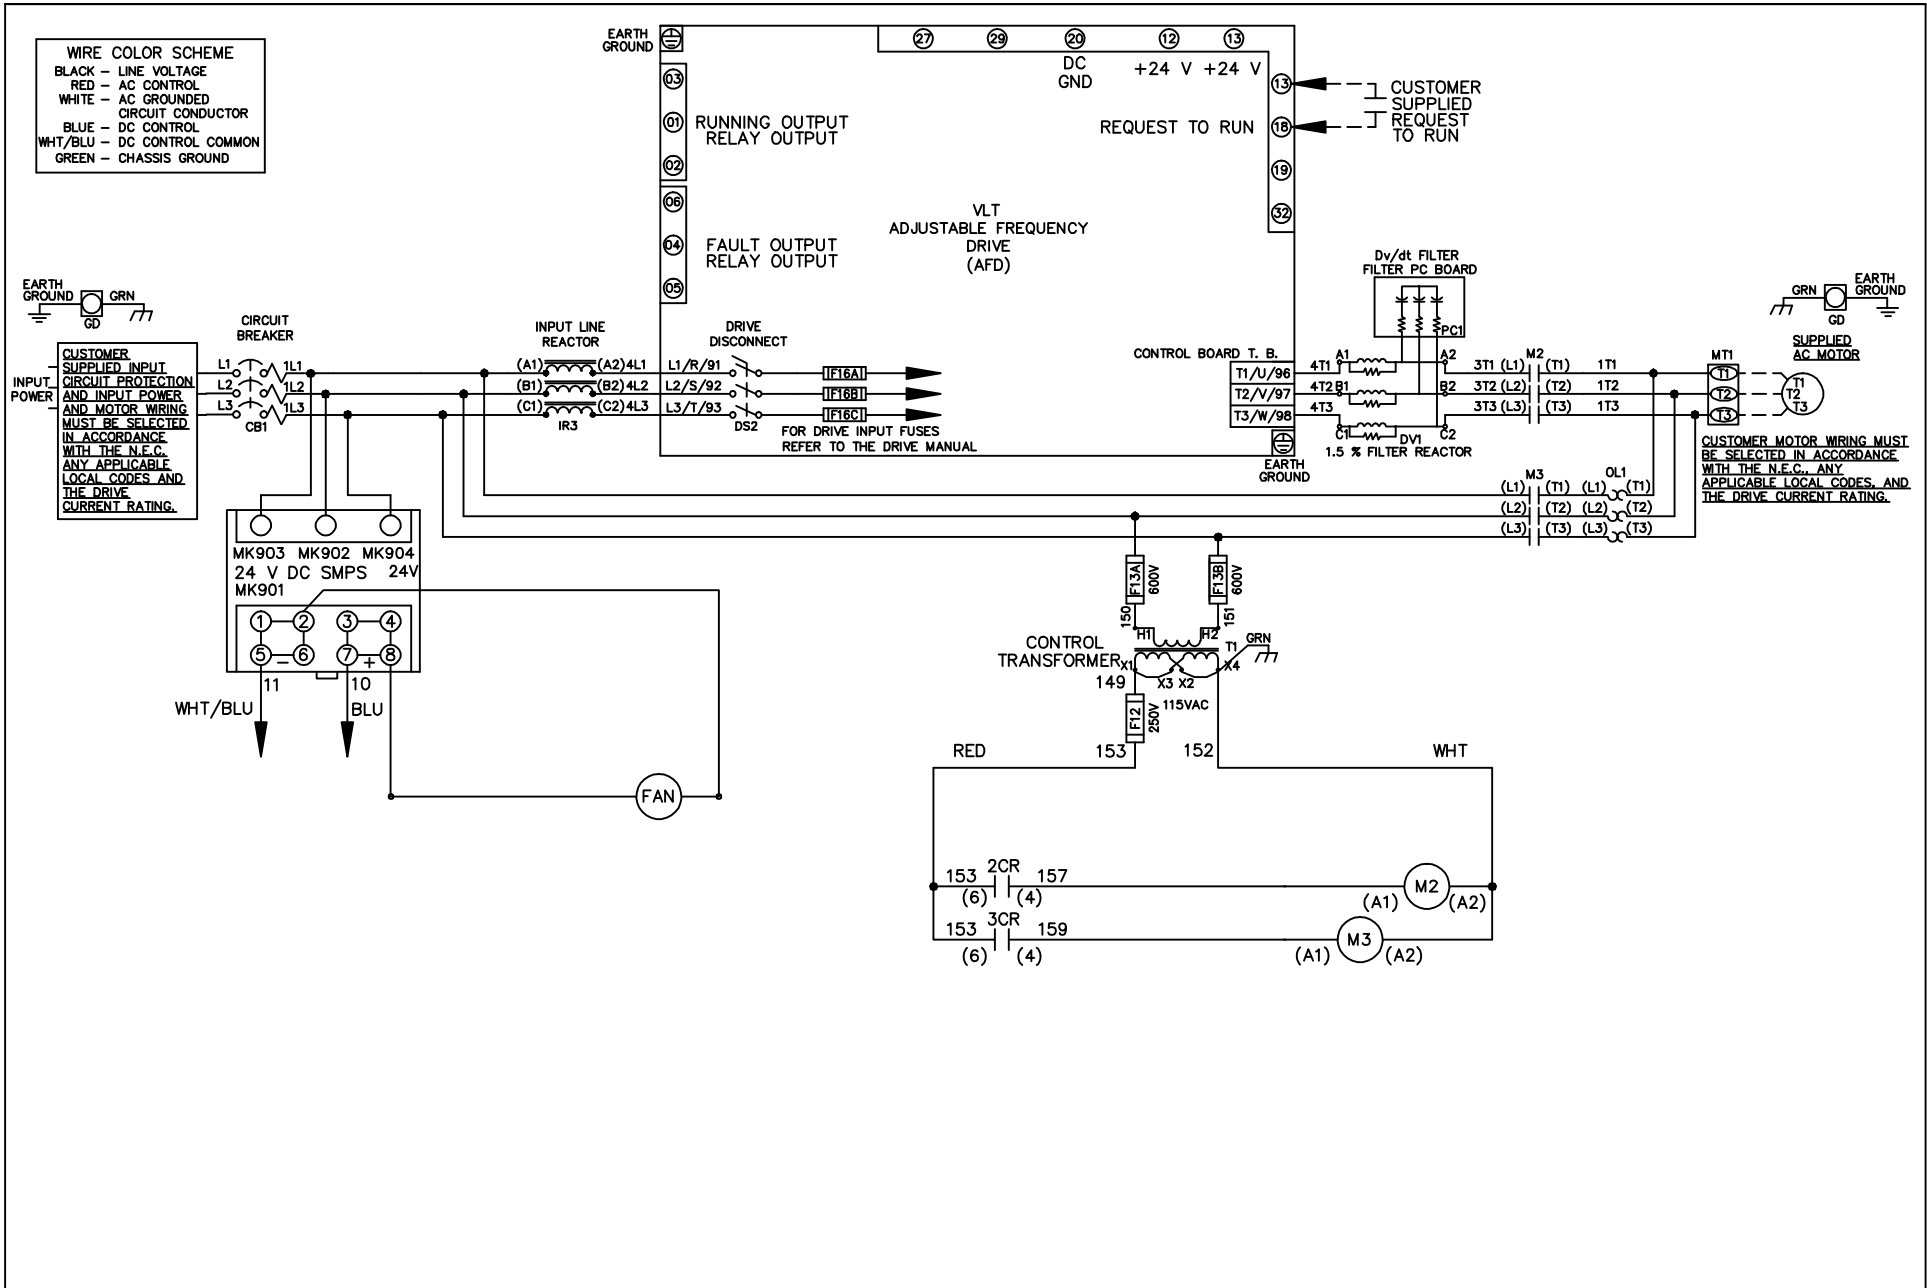 WIRE COLOR SCHEME
BLACK – LINE VOLTAGE
RED – AC CONTROL
WHITE – AC GROUNDED
CIRCUIT CONDUCTOR
BLUE – DC CONTROL
WHT/BLU – DC CONTROL COMMON
GREEN – CHASSIS GROUND
EARTH
GROUND
03
01
02
RUNNING OUTPUT
RELAY OUTPUT
06
04
05
FAULT OUTPUT
RELAY OUTPUT
27
29
20
12
13
DC
GND
+24 V
+24 V
13
18
19
32
REQUEST TO RUN
CUSTOMER
SUPPLIED
REQUEST
TO RUN
VLT
ADJUSTABLE FREQUENCY
DRIVE
(AFD)
EARTH
GROUND
GRN
GD
INPUT
POWER
CUSTOMER
SUPPLIED INPUT
CIRCUIT PROTECTION
AND INPUT POWER
AND MOTOR WIRING
MUST BE SELECTED
IN ACCORDANCE
WITH THE N.E.C.
ANY APPLICABLE
LOCAL CODES AND
THE DRIVE
CURRENT RATING.
CIRCUIT
BREAKER
L1
1L1
L2
1L2
L3
1L3
CB1
INPUT LINE
REACTOR
(A1)
(A2)
4L1
(B1)
(B2)
4L2
(C1)
(C2)
4L3
IR3
L1/R/91
L2/S/92
L3/T/93
DRIVE
DISCONNECT
DS2
F16A
F16B
F16C
FOR DRIVE INPUT FUSES
REFER TO THE DRIVE MANUAL
CONTROL BOARD T. B.
T1/U/96
T2/V/97
T3/W/98
EARTH
GROUND
Dv/dt FILTER
FILTER PC BOARD
PC1
4T1
A1
A2
4T2
B1
B2
4T3
C1
C2
DV1
1.5 % FILTER REACTOR
M2
3T1 (L1)
(T1)
1T1
3T2 (L2)
(T2)
1T2
3T3 (L3)
(T3)
1T3
MT1
T1
T2
T3
GRN
GD
EARTH
GROUND
SUPPLIED
AC MOTOR
T1
T2
T3
CUSTOMER MOTOR WIRING MUST
BE SELECTED IN ACCORDANCE
WITH THE N.E.C., ANY
APPLICABLE LOCAL CODES, AND
THE DRIVE CURRENT RATING.
M3
OL1
(L1)
(T1)
(L1)
(T1)
(L2)
(T2)
(L2)
(T2)
(L3)
(T3)
(L3)
(T3)
MK903
MK902
MK904
24 V DC SMPS
24V
MK901
1
2
3
4
5
–
6
7
+
8
11
10
WHT/BLU
BLU
FAN
F13A
600V
F13B
600V
150
151
H1
H2
CONTROL
TRANSFORMER
T1
GRN
X1
X3
X2
X4
149
F12
250V
115VAC
RED
153
152
WHT
153
2CR
157
(6)
(4)
(A1)
M2
(A2)
153
3CR
159
(6)
(4)
(A1)
M3
(A2)